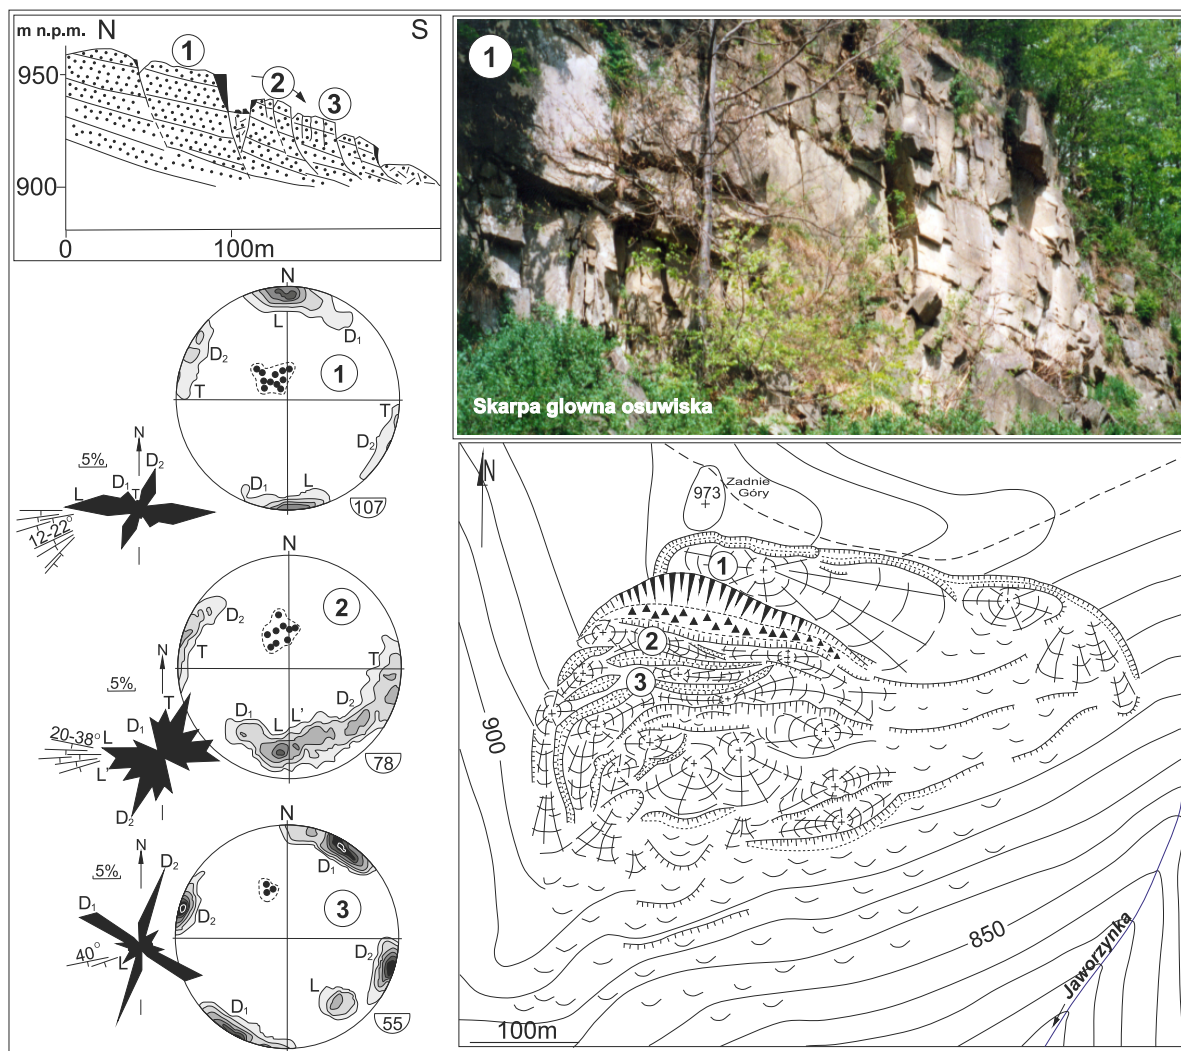 m n.p.m. N S
1
950
2
3
900
0 100m
1
Skarpa glowna osuwiska
N
L
D1
D2
1
T
T
D2
D1 L
107
N
5% D2
D1
L T
12-22°
N
2
D2
T
T
N
5%
T
D1
D2
D1 L L'
20-38° L
L'
78
D2
N
N
5% D2
D1
D1
3
D2
D2
L
40° L
D1
55
N
973 Zadnie
Góry
1
2
3
900
850
Jaworzynka
100m